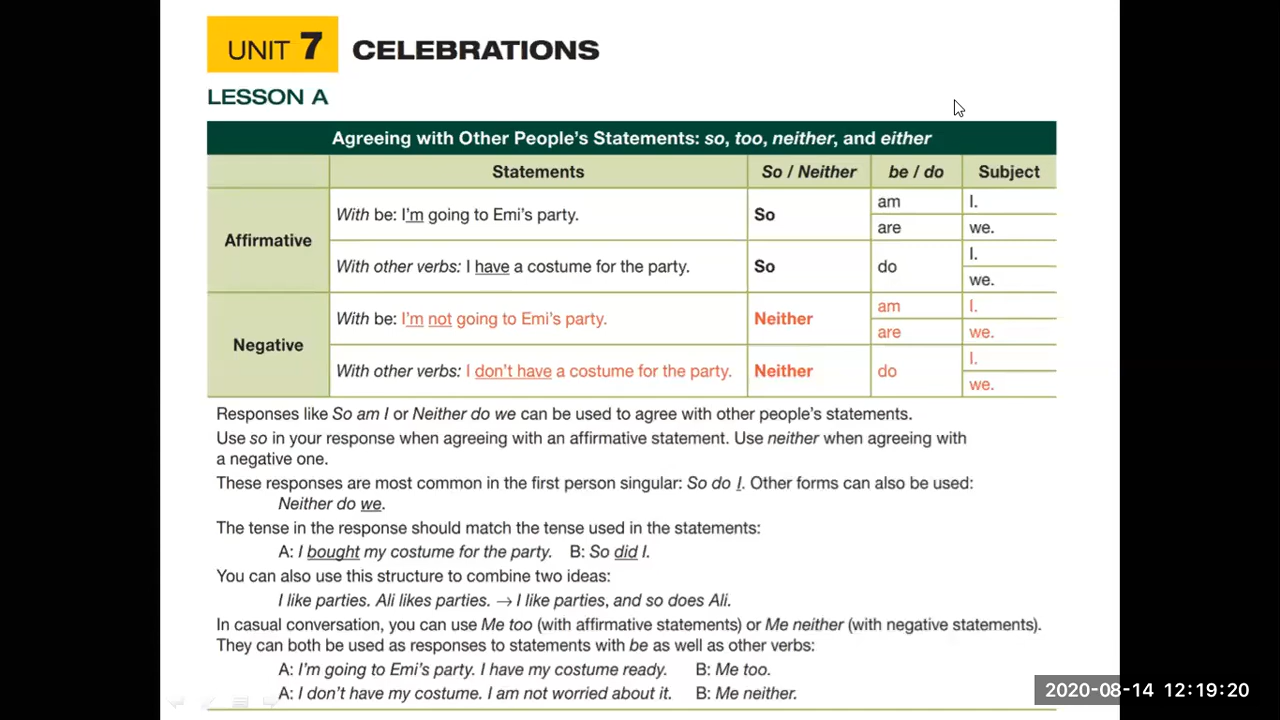 UNIT 7 CELEBRATIONS
LESSON A
Agreeing with Other People's Statements: so, too, neither, and either
Statements So / Neither be / do Subject
Affirmative
With be: I'm going to Emi's party. So am I.
are we.
With other verbs: I have a costume for the party. So do I.
we.
Negative
With be: I'm not going to Emi's party. Neither am I.
are we.
With other verbs: I don't have a costume for the party. Neither do I.
we.
Responses like So am I or Neither do we can be used to agree with other people's statements.
Use so in your response when agreeing with an affirmative statement. Use neither when agreeing with
a negative one.
These responses are most common in the first person singular: So do I. Other forms can also be used:
Neither do we.
The tense in the response should match the tense used in the statements:
A: I bought my costume for the party. B: So did I.
You can also use this structure to combine two ideas:
I like parties. Ali likes parties. → I like parties, and so does Ali.
In casual conversation, you can use Me too (with affirmative statements) or Me neither (with negative statements).
They can both be used as responses to statements with be as well as other verbs:
A: I'm going to Emi's party. I have my costume ready. B: Me too.
A: I don't have my costume. I am not worried about it. B: Me neither.
2020-08-14 12:19:20